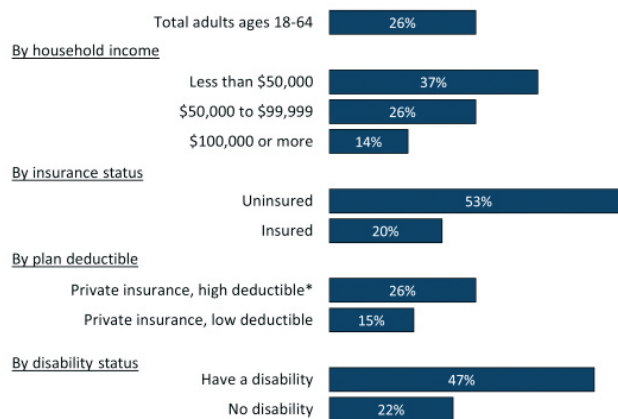 Total adults ages 18-64 26%
By household income
Less than $50,000 37%
$50,000 to $99,999 26%
$100,000 or more 14%
By insurance status
Uninsured 53%
Insured 20%
By plan deductible
Private insurance, high deductible* 26%
Private insurance, low deductible 15%
By disability status
Have a disability 47%
No disability 22%